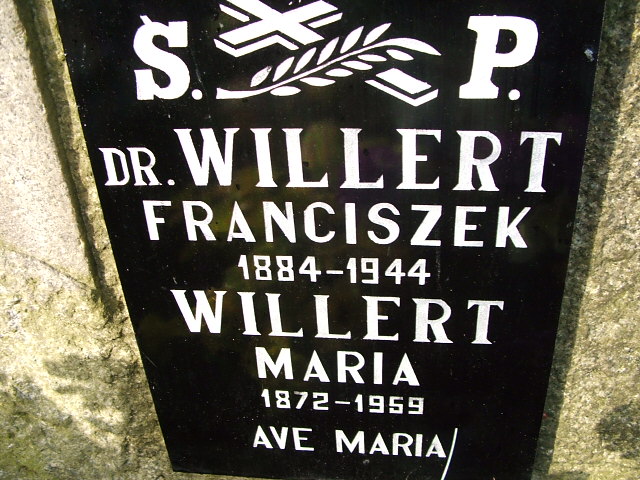 Ś. P.
DR. WILLERT
FRANCISZEK
1884-1944
WILLERT
MARIA
1872-1959
AVE MARIA